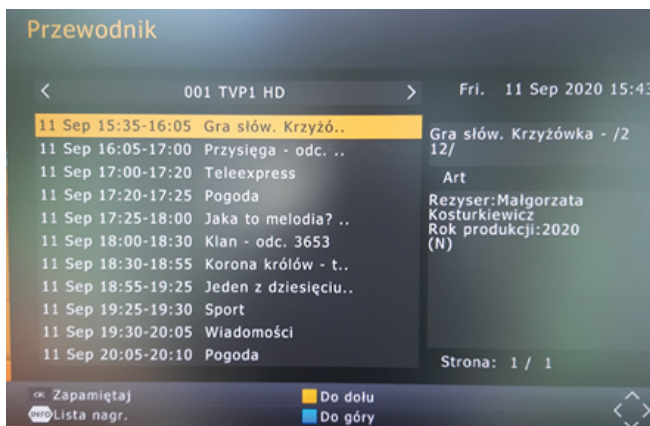 Przewodnik
< 001 TVP1 HD >
Fri. 11 Sep 2020 15:43
11 Sep 15:35-16:05 Gra słów. Krzyżó..
11 Sep 16:05-17:00 Przysięga - odc. ..
11 Sep 17:00-17:20 Teleexpress
11 Sep 17:20-17:25 Pogoda
11 Sep 17:25-18:00 Jaka to melodia? ..
11 Sep 18:00-18:30 Klan - odc. 3653
11 Sep 18:30-18:55 Korona królów - t..
11 Sep 18:55-19:25 Jeden z dziesięciu..
11 Sep 19:25-19:30 Sport
11 Sep 19:30-20:05 Wiadomości
11 Sep 20:05-20:10 Pogoda
Gra słów. Krzyżówka - /2
12/
Art
Rezyser:Małgorzata
Kosturkiewicz
Rok produkcji:2020
(N)
Strona: 1 / 1
OK Zapamiętaj
Do dołu
INFO Lista nagr.
Do góry